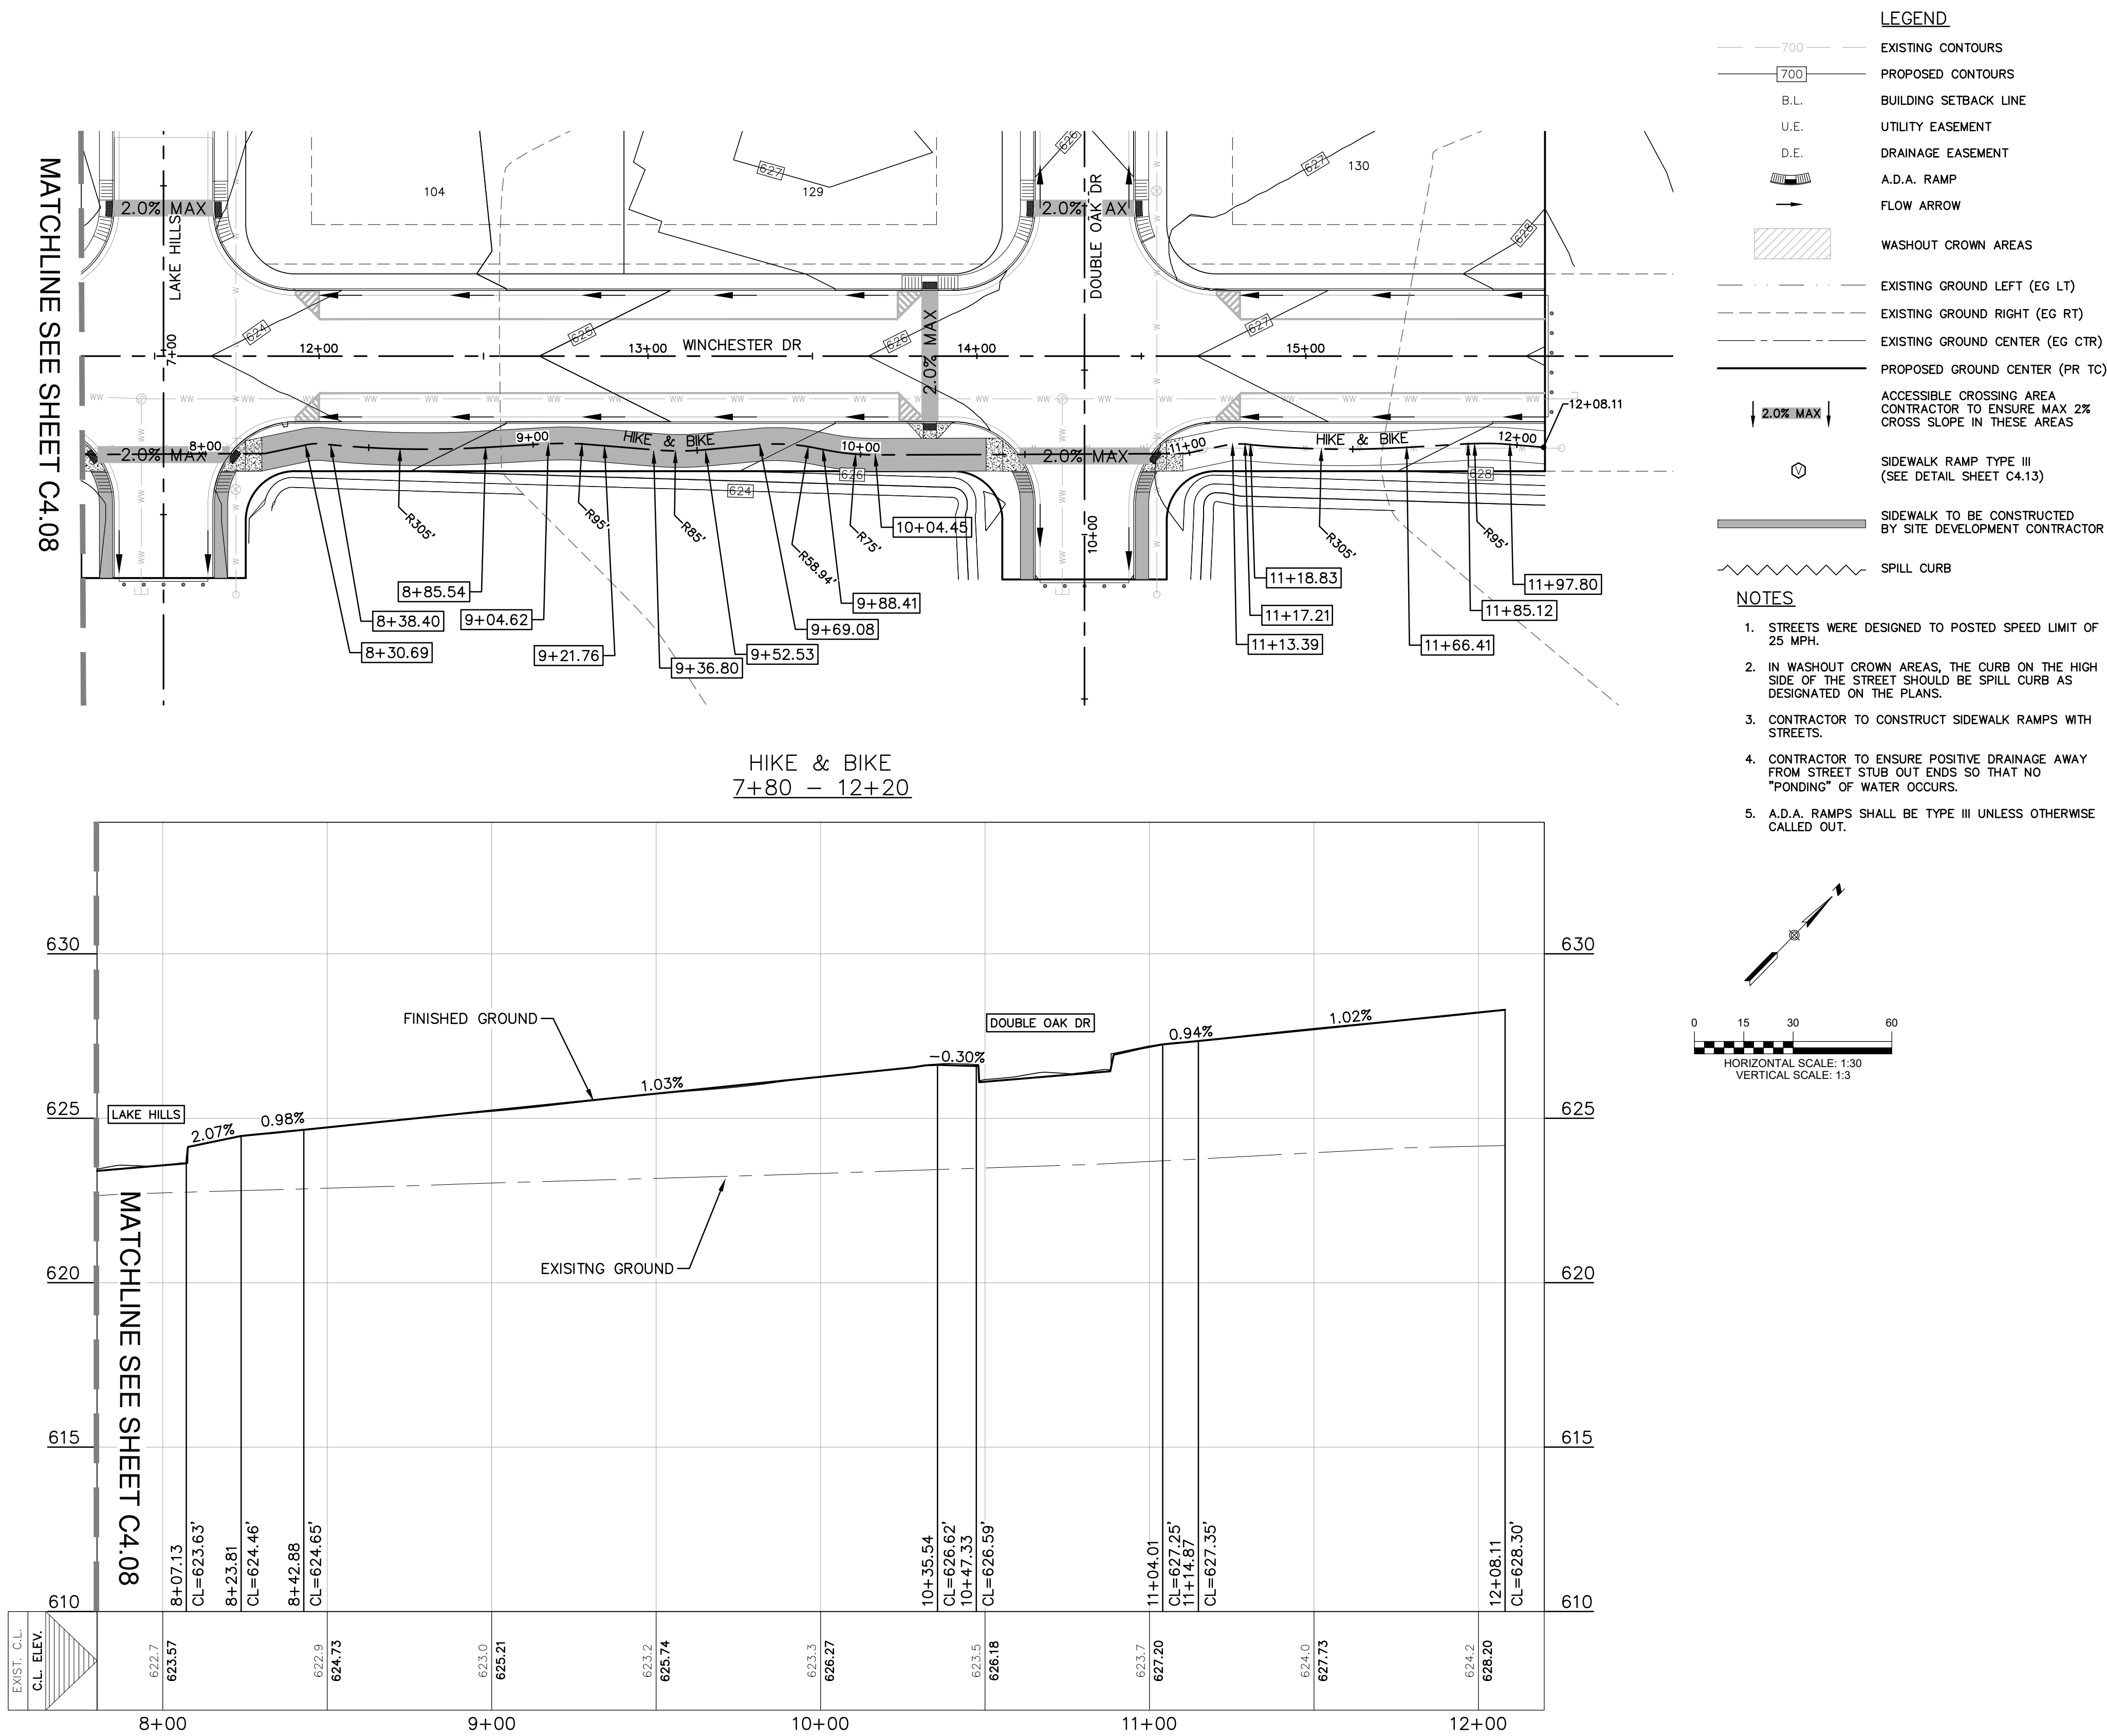 LEGEND
700 EXISTING CONTOURS
700 PROPOSED CONTOURS
B.L. BUILDING SETBACK LINE
U.E. UTILITY EASEMENT
D.E. DRAINAGE EASEMENT
A.D.A. RAMP
FLOW ARROW
WASHOUT CROWN AREAS
EXISTING GROUND LEFT (EG LT)
EXISTING GROUND RIGHT (EG RT)
EXISTING GROUND CENTER (EG CTR)
PROPOSED GROUND CENTER (PR TC)
2.0% MAX
ACCESSIBLE CROSSING AREA
CONTRACTOR TO ENSURE MAX 2%
CROSS SLOPE IN THESE AREAS
V
SIDEWALK RAMP TYPE III
(SEE DETAIL SHEET C4.13)
SIDEWALK TO BE CONSTRUCTED
BY SITE DEVELOPMENT CONTRACTOR
SPILL CURB
NOTES
1. STREETS WERE DESIGNED TO POSTED SPEED LIMIT OF
25 MPH.
2. IN WASHOUT CROWN AREAS, THE CURB ON THE HIGH
SIDE OF THE STREET SHOULD BE SPILL CURB AS
DESIGNATED ON THE PLANS.
3. CONTRACTOR TO CONSTRUCT SIDEWALK RAMPS WITH
STREETS.
4. CONTRACTOR TO ENSURE POSITIVE DRAINAGE AWAY
FROM STREET STUB OUT ENDS SO THAT NO
"PONDING" OF WATER OCCURS.
5. A.D.A. RAMPS SHALL BE TYPE III UNLESS OTHERWISE
CALLED OUT.
0 15 30 60
HORIZONTAL SCALE: 1:30
VERTICAL SCALE: 1:3
MATCHLINE SEE SHEET C4.08
LAKE HILLS
7+00
2.0% MAX
104
627
129
626
DOUBLE OAK DR
10+00
2.0% MAX
627
130
628
624
12+00
625
13+00
WINCHESTER DR
626
2.0% MAX
14+00
627
15+00
WW WW WW WW WW WW WW WW WW WW WW WW WW WW WW
W W W W W W
12+08.11
8+00
2.0% MAX
9+00
HIKE & BIKE
10+00
2.0% MAX
11+00
HIKE & BIKE
12+00
624
626
628
R305'
R95'
R85'
R58.94'
R75'
R305'
R95'
8+30.69
8+38.40
8+85.54
9+04.62
9+21.76
9+36.80
9+52.53
9+69.08
9+88.41
10+04.45
11+13.39
11+17.21
11+18.83
11+66.41
11+85.12
11+97.80
HIKE & BIKE
7+80 – 12+20
630 630
625 625
620 620
615 615
610 610
FINISHED GROUND
EXISITNG GROUND
LAKE HILLS
DOUBLE OAK DR
2.07%
0.98%
1.03%
-0.30%
0.94%
1.02%
MATCHLINE SEE SHEET C4.08
8+07.13
CL=623.63'
8+23.81
CL=624.46'
8+42.88
CL=624.65'
10+35.54
CL=626.62'
10+47.33
CL=626.59'
11+04.01
CL=627.25'
11+14.87
CL=627.35'
12+08.11
CL=628.30'
EXIST. C.L.
C.L. ELEV.
622.7
623.57
622.9
624.73
623.0
625.21
623.2
625.74
623.3
626.27
623.5
626.18
623.7
627.20
624.0
627.73
624.2
628.20
8+00 9+00 10+00 11+00 12+00